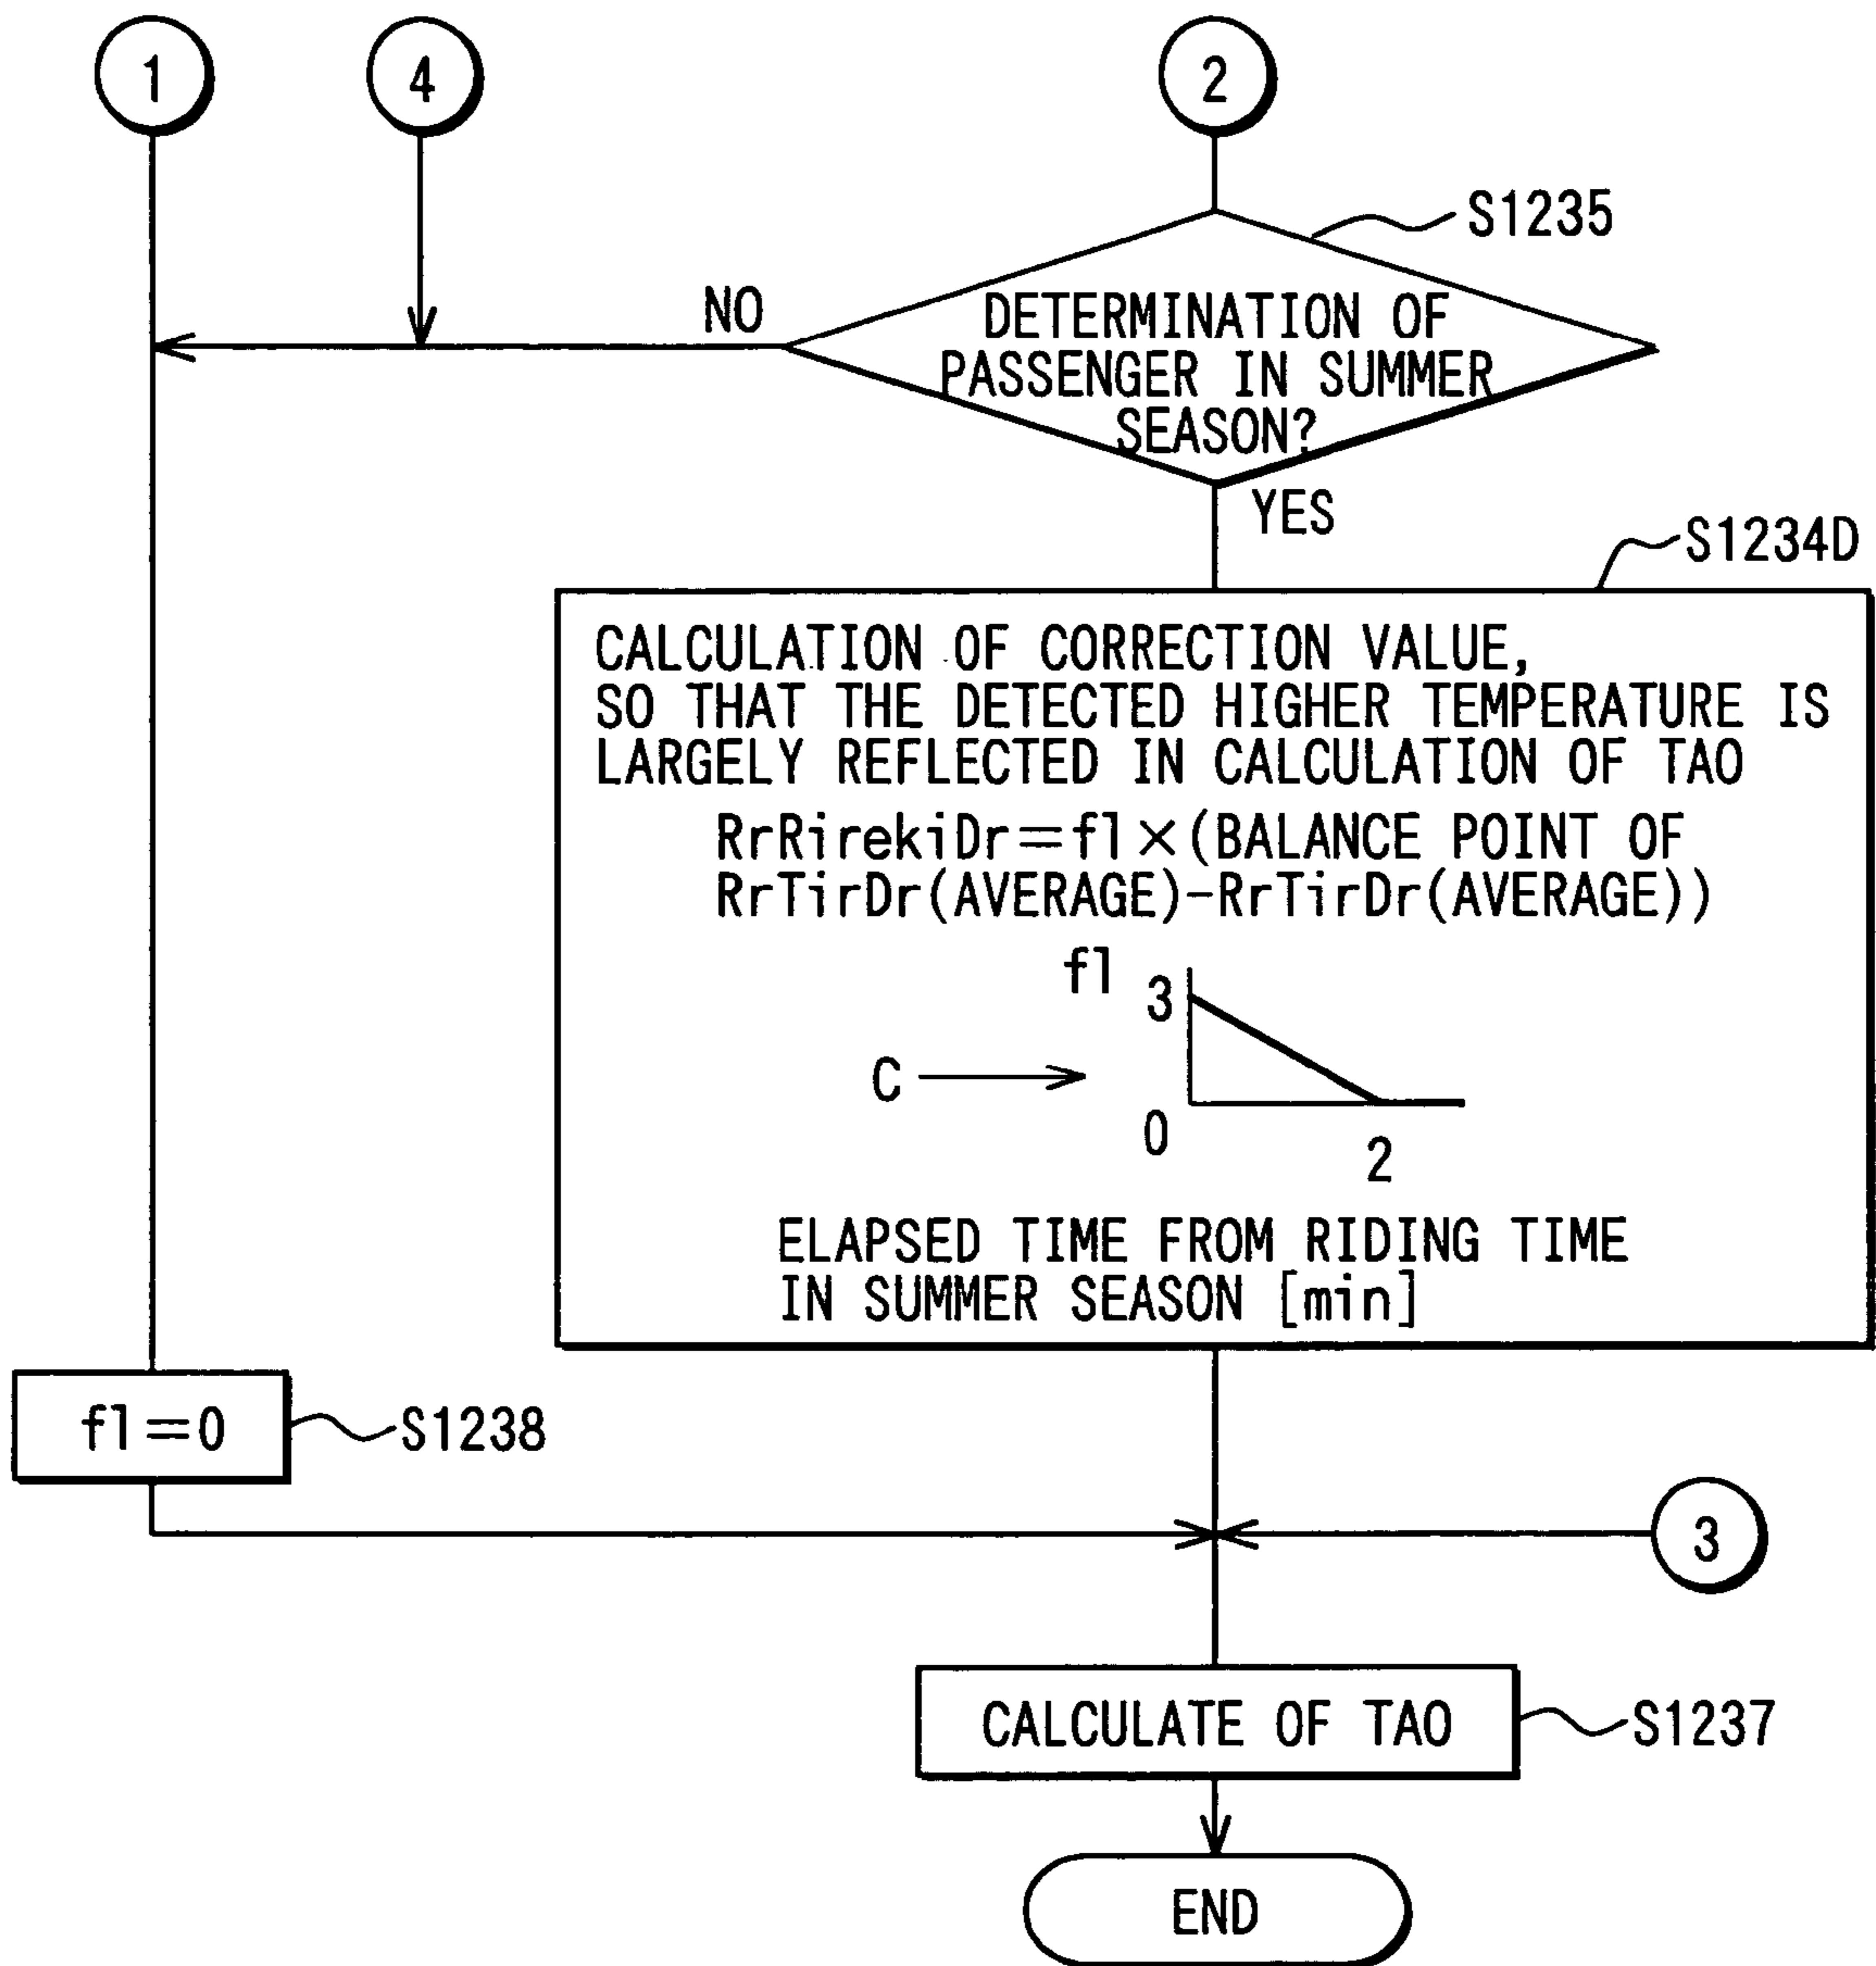 1
4
2
S1235
NO
DETERMINATION OF
PASSENGER IN SUMMER
SEASON?
YES
S1234D
CALCULATION OF CORRECTION VALUE,
SO THAT THE DETECTED HIGHER TEMPERATURE IS
LARGELY REFLECTED IN CALCULATION OF TAO
RrRirekiDr=f1×(BALANCE POINT OF
RrTirDr(AVERAGE)-RrTirDr(AVERAGE))
f1
3
C
0
2
ELAPSED TIME FROM RIDING TIME
IN SUMMER SEASON [min]
f1=0
S1238
3
CALCULATE OF TAO
S1237
END